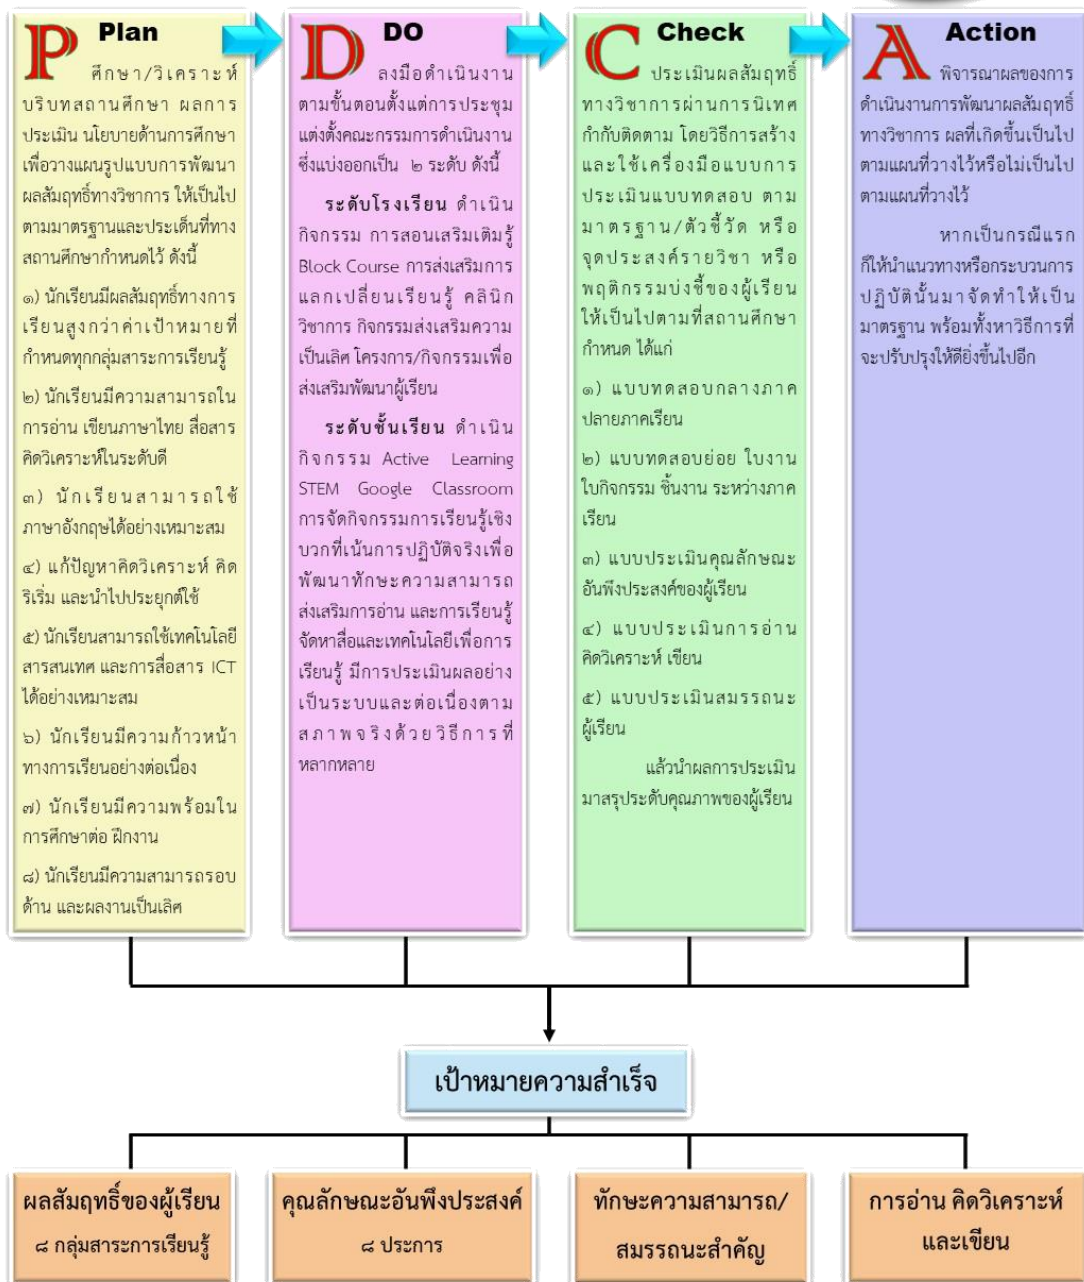 P Plan
ศึกษา/วิเคราะห์
บริบทสถานศึกษา ผลการ
ประเมิน นโยบายด้านการศึกษา
เพื่อวางแผนรูปแบบการพัฒนา
ผลสัมฤทธิ์ทางวิชาการ ให้เป็นไป
ตามมาตรฐานและประเด็นที่ทาง
สถานศึกษากำหนดไว้ ดังนี้
๑) นักเรียนมีผลสัมฤทธิ์ทางการ
เรียนสูงกว่าค่าเป้าหมายที่
กำหนดทุกกลุ่มสาระการเรียนรู้
๒) นักเรียนมีความสามารถใน
การอ่าน เขียนภาษาไทย สื่อสาร
คิดวิเคราะห์ในระดับดี
๓) นักเรียนสามารถใช้
ภาษาอังกฤษได้อย่างเหมาะสม
๔) แก้ปัญหาคิดวิเคราะห์ คิด
ริเริ่ม และนำไปประยุกต์ใช้
๕) นักเรียนสามารถใช้เทคโนโลยี
สารสนเทศ และการสื่อสาร ICT
ได้อย่างเหมาะสม
๖) นักเรียนมีความก้าวหน้า
ทางการเรียนอย่างต่อเนื่อง
๗) นักเรียนมีความพร้อมใน
การศึกษาต่อ ฝึกงาน
๘) นักเรียนมีความสามารถรอบ
ด้าน และผลงานเป็นเลิศ
D DO
ลงมือดำเนินงาน
ตามขั้นตอนตั้งแต่การประชุม
แต่งตั้งคณะกรรมการดำเนินงาน
ซึ่งแบ่งออกเป็น ๒ ระดับ ดังนี้
ระดับโรงเรียน ดำเนิน
กิจกรรม การสอนเสริมเติมรู้
Block Course การส่งเสริมการ
แลกเปลี่ยนเรียนรู้ คลินิก
วิชาการ กิจกรรมส่งเสริมความ
เป็นเลิศ โครงการ/กิจกรรมเพื่อ
ส่งเสริมพัฒนาผู้เรียน
ระดับชั้นเรียน ดำเนิน
กิจกรรม Active Learning
STEM Google Classroom
การจัดกิจกรรมการเรียนรู้เชิง
บวกที่เน้นการปฏิบัติจริงเพื่อ
พัฒนาทักษะความสามารถ
ส่งเสริมการอ่าน และการเรียนรู้
จัดหาสื่อและเทคโนโลยีเพื่อการ
เรียนรู้ มีการประเมินผลอย่าง
เป็นระบบและต่อเนื่องตาม
สภาพจริงด้วยวิธีการที่
หลากหลาย
C Check
ประเมินผลสัมฤทธิ์
ทางวิชาการผ่านการนิเทศ
กำกับติดตาม โดยวิธีการสร้าง
และใช้เครื่องมือแบบการ
ประเมินแบบทดสอบ ตาม
มาตรฐาน/ตัวชี้วัด หรือ
จุดประสงค์รายวิชา หรือ
พฤติกรรมบ่งชี้ของผู้เรียน
ให้เป็นไปตามที่สถานศึกษา
กำหนด ได้แก่
๑) แบบทดสอบกลางภาค
ปลายภาคเรียน
๒) แบบทดสอบย่อย ใบงาน
ใบกิจกรรม ชิ้นงาน ระหว่างภาค
เรียน
๓) แบบประเมินคุณลักษณะ
อันพึงประสงค์ของผู้เรียน
๔) แบบประเมินการอ่าน
คิดวิเคราะห์ เขียน
๕) แบบประเมินสมรรถนะ
ผู้เรียน
แล้วนำผลการประเมิน
มาสรุประดับคุณภาพของผู้เรียน
A Action
พิจารณาผลของการ
ดำเนินงานการพัฒนาผลสัมฤทธิ์
ทางวิชาการ ผลที่เกิดขึ้นเป็นไป
ตามแผนที่วางไว้หรือไม่เป็นไป
ตามแผนที่วางไว้
หากเป็นกรณีแรก
ก็ให้นำแนวทางหรือกระบวนการ
ปฏิบัตินั้นมาจัดทำให้เป็น
มาตรฐาน พร้อมทั้งหาวิธีการที่
จะปรับปรุงให้ดียิ่งขึ้นไปอีก
เป้าหมายความสำเร็จ
ผลสัมฤทธิ์ของผู้เรียน
๘ กลุ่มสาระการเรียนรู้
คุณลักษณะอันพึงประสงค์
๘ ประการ
ทักษะความสามารถ/
สมรรถนะสำคัญ
การอ่าน คิดวิเคราะห์
และเขียน